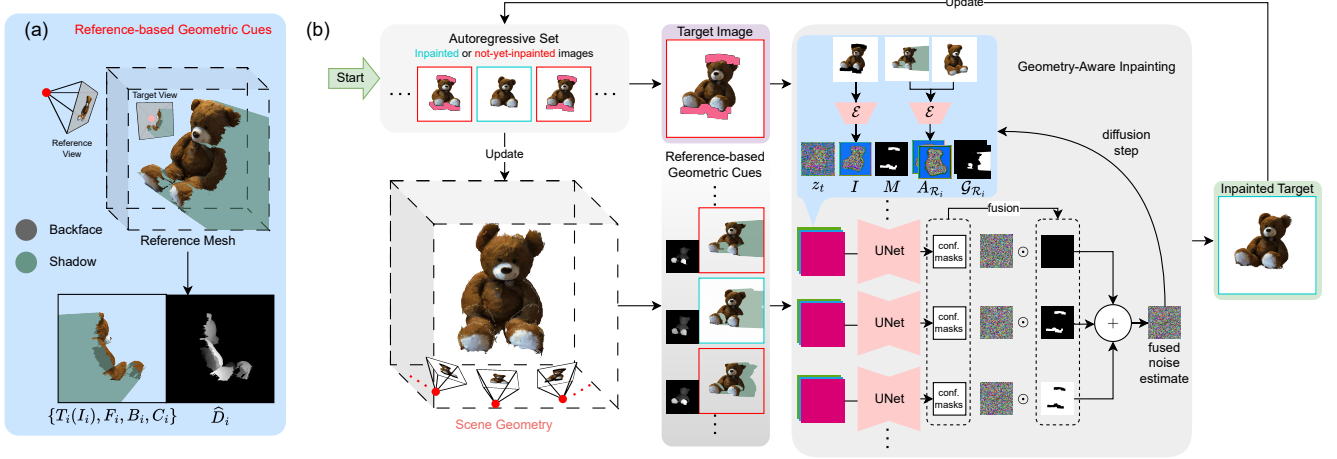 (a)
Reference-based Geometric Cues
Target View
Reference
View
Reference Mesh
Backface
Shadow
{T_i(I_i), F_i, B_i, C_i}
D̂_i
(b)
Start
Autoregressive Set
Inpainted or not-yet-inpainted images
Update
Scene Geometry
Target Image
Reference-based
Geometric Cues
Update
Geometry-Aware Inpainting
ℰ
ℰ
z_t
I
M
A_{ℛ_i}
𝒢_{ℛ_i}
fusion
UNet
conf.
masks
UNet
conf.
masks
UNet
conf.
masks
+
diffusion
step
fused
noise
estimate
Inpainted Target